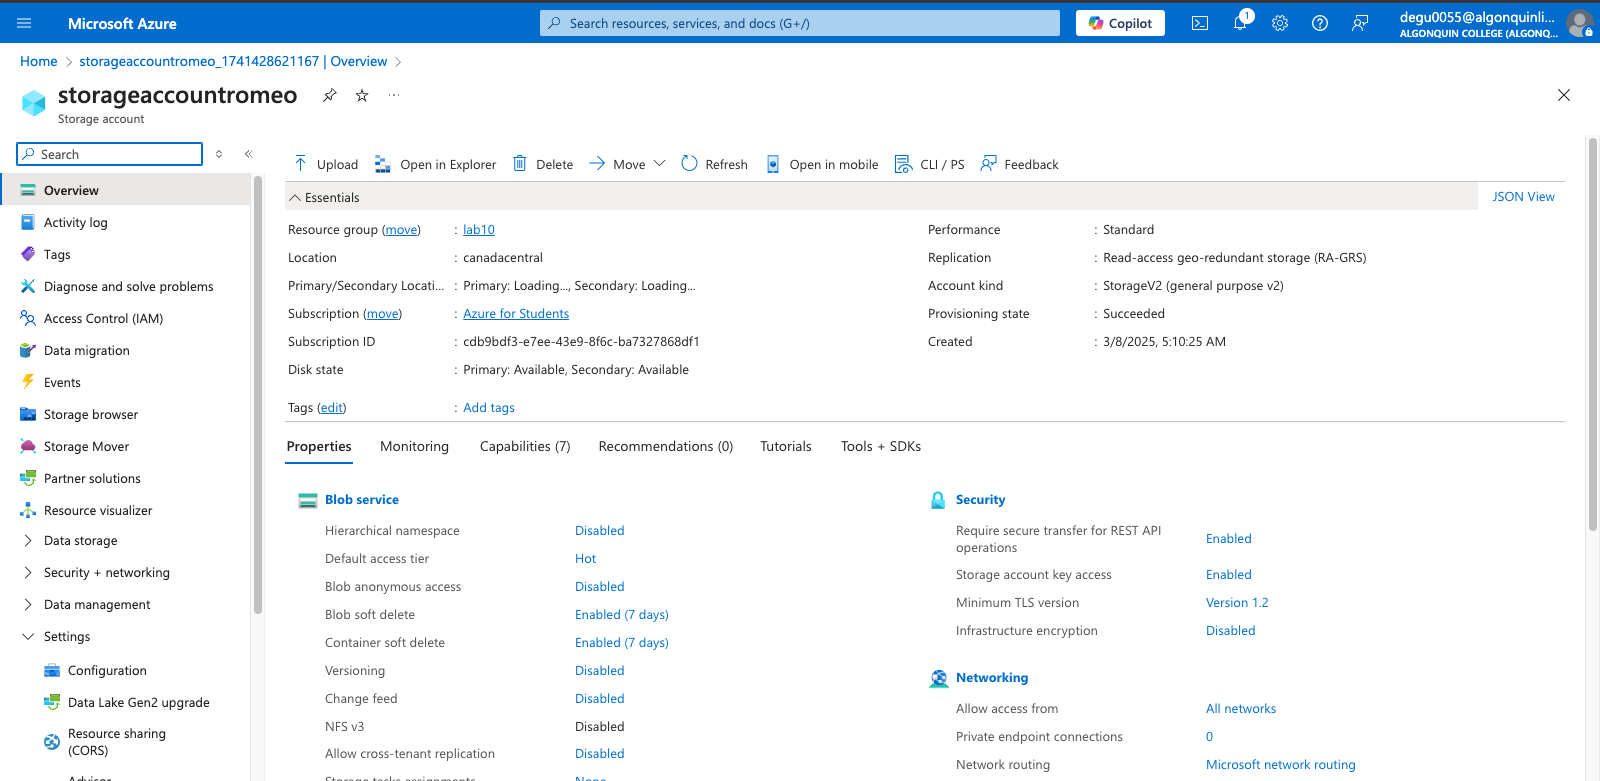 Microsoft Azure
Search resources, services, and docs (G+/)
Copilot
1
degu0055@algonquinli...
ALGONQUIN COLLEGE (ALGONQ...
Home > storageaccountromeo_1741428621167 | Overview >
storageaccountromeo
Storage account
Search
Overview
Activity log
Tags
Diagnose and solve problems
Access Control (IAM)
Data migration
Events
Storage browser
Storage Mover
Partner solutions
Resource visualizer
Data storage
Security + networking
Data management
Settings
Configuration
Data Lake Gen2 upgrade
Resource sharing
(CORS)
Advisor
Upload Open in Explorer Delete Move Refresh Open in mobile CLI / PS Feedback
Essentials
JSON View
Resource group (move) : lab10
Location : canadacentral
Primary/Secondary Locati... : Primary: Loading..., Secondary: Loading...
Subscription (move) : Azure for Students
Subscription ID : cdb9bdf3-e7ee-43e9-8f6c-ba7327868df1
Disk state : Primary: Available, Secondary: Available
Tags (edit) : Add tags
Performance : Standard
Replication : Read-access geo-redundant storage (RA-GRS)
Account kind : StorageV2 (general purpose v2)
Provisioning state : Succeeded
Created : 3/8/2025, 5:10:25 AM
Properties Monitoring Capabilities (7) Recommendations (0) Tutorials Tools + SDKs
Blob service
Hierarchical namespace Disabled
Default access tier Hot
Blob anonymous access Disabled
Blob soft delete Enabled (7 days)
Container soft delete Enabled (7 days)
Versioning Disabled
Change feed Disabled
NFS v3 Disabled
Allow cross-tenant replication Disabled
Storage tasks assignments None
Security
Require secure transfer for REST API
operations Enabled
Storage account key access Enabled
Minimum TLS version Version 1.2
Infrastructure encryption Disabled
Networking
Allow access from All networks
Private endpoint connections 0
Network routing Microsoft network routing